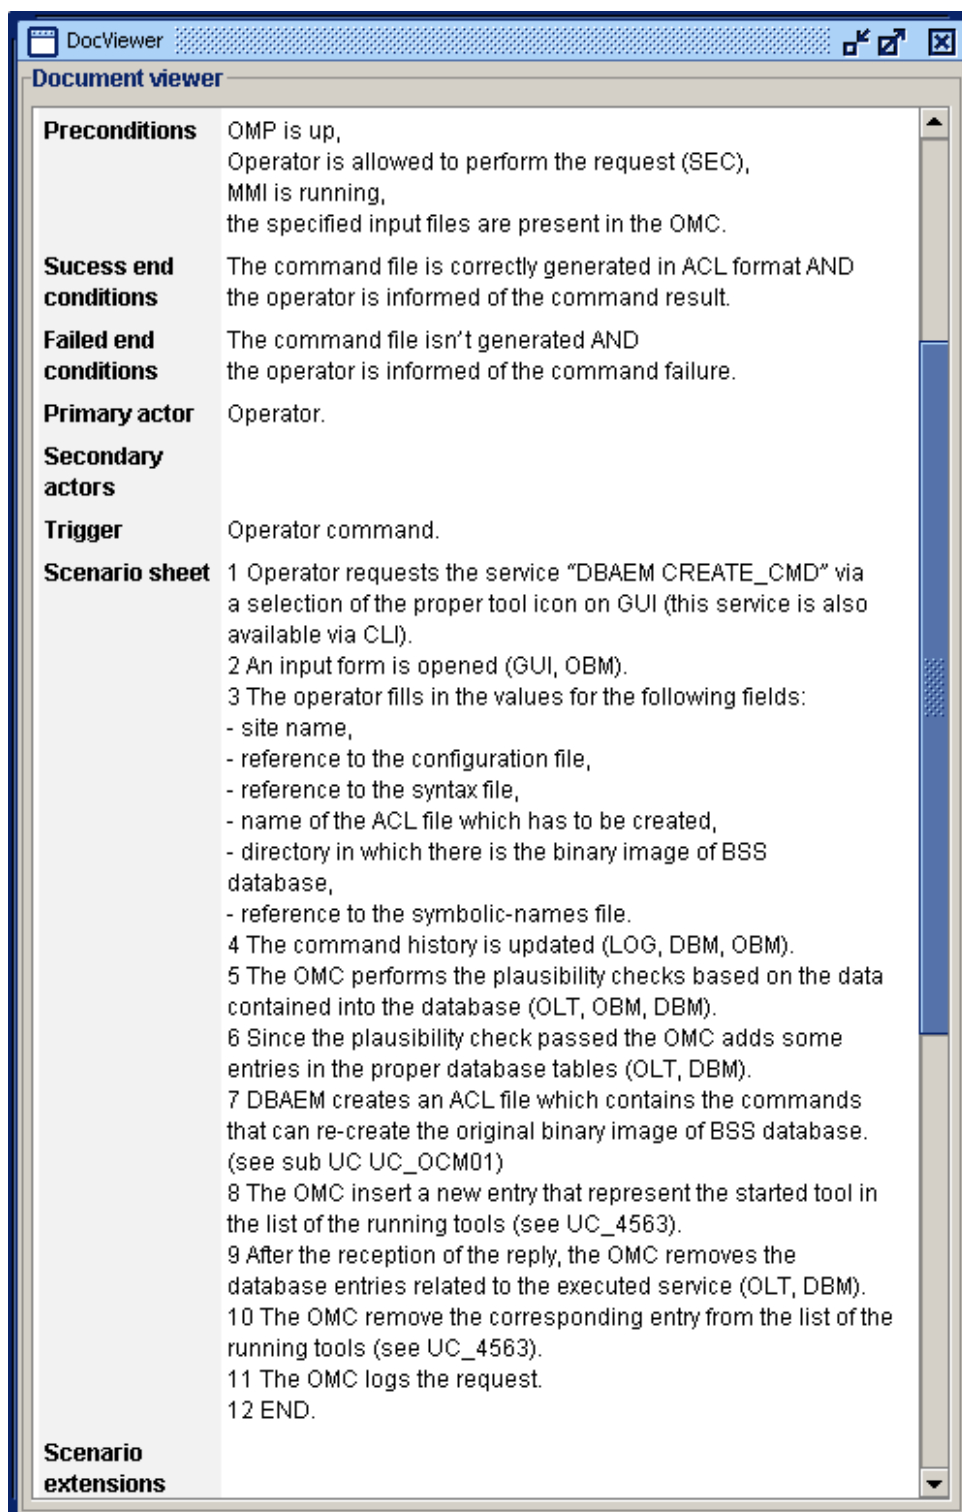 DocViewer
Document viewer
Preconditions OMP is up,
Operator is allowed to perform the request (SEC),
MMI is running,
the specified input files are present in the OMC.
Sucess end The command file is correctly generated in ACL format AND
conditions the operator is informed of the command result.
Failed end The command file isn't generated AND
conditions the operator is informed of the command failure.
Primary actor Operator.
Secondary
actors
Trigger Operator command.
Scenario sheet 1 Operator requests the service "DBAEM CREATE_CMD" via
a selection of the proper tool icon on GUI (this service is also
available via CLI).
2 An input form is opened (GUI, OBM).
3 The operator fills in the values for the following fields:
- site name,
- reference to the configuration file,
- reference to the syntax file,
- name of the ACL file which has to be created,
- directory in which there is the binary image of BSS
database,
- reference to the symbolic-names file.
4 The command history is updated (LOG, DBM, OBM).
5 The OMC performs the plausibility checks based on the data
contained into the database (OLT, OBM, DBM).
6 Since the plausibility check passed the OMC adds some
entries in the proper database tables (OLT, DBM).
7 DBAEM creates an ACL file which contains the commands
that can re-create the original binary image of BSS database.
(see sub UC UC_OCM01)
8 The OMC insert a new entry that represent the started tool in
the list of the running tools (see UC_4563).
9 After the reception of the reply, the OMC removes the
database entries related to the executed service (OLT, DBM).
10 The OMC remove the corresponding entry from the list of the
running tools (see UC_4563).
11 The OMC logs the request.
12 END.
Scenario
extensions